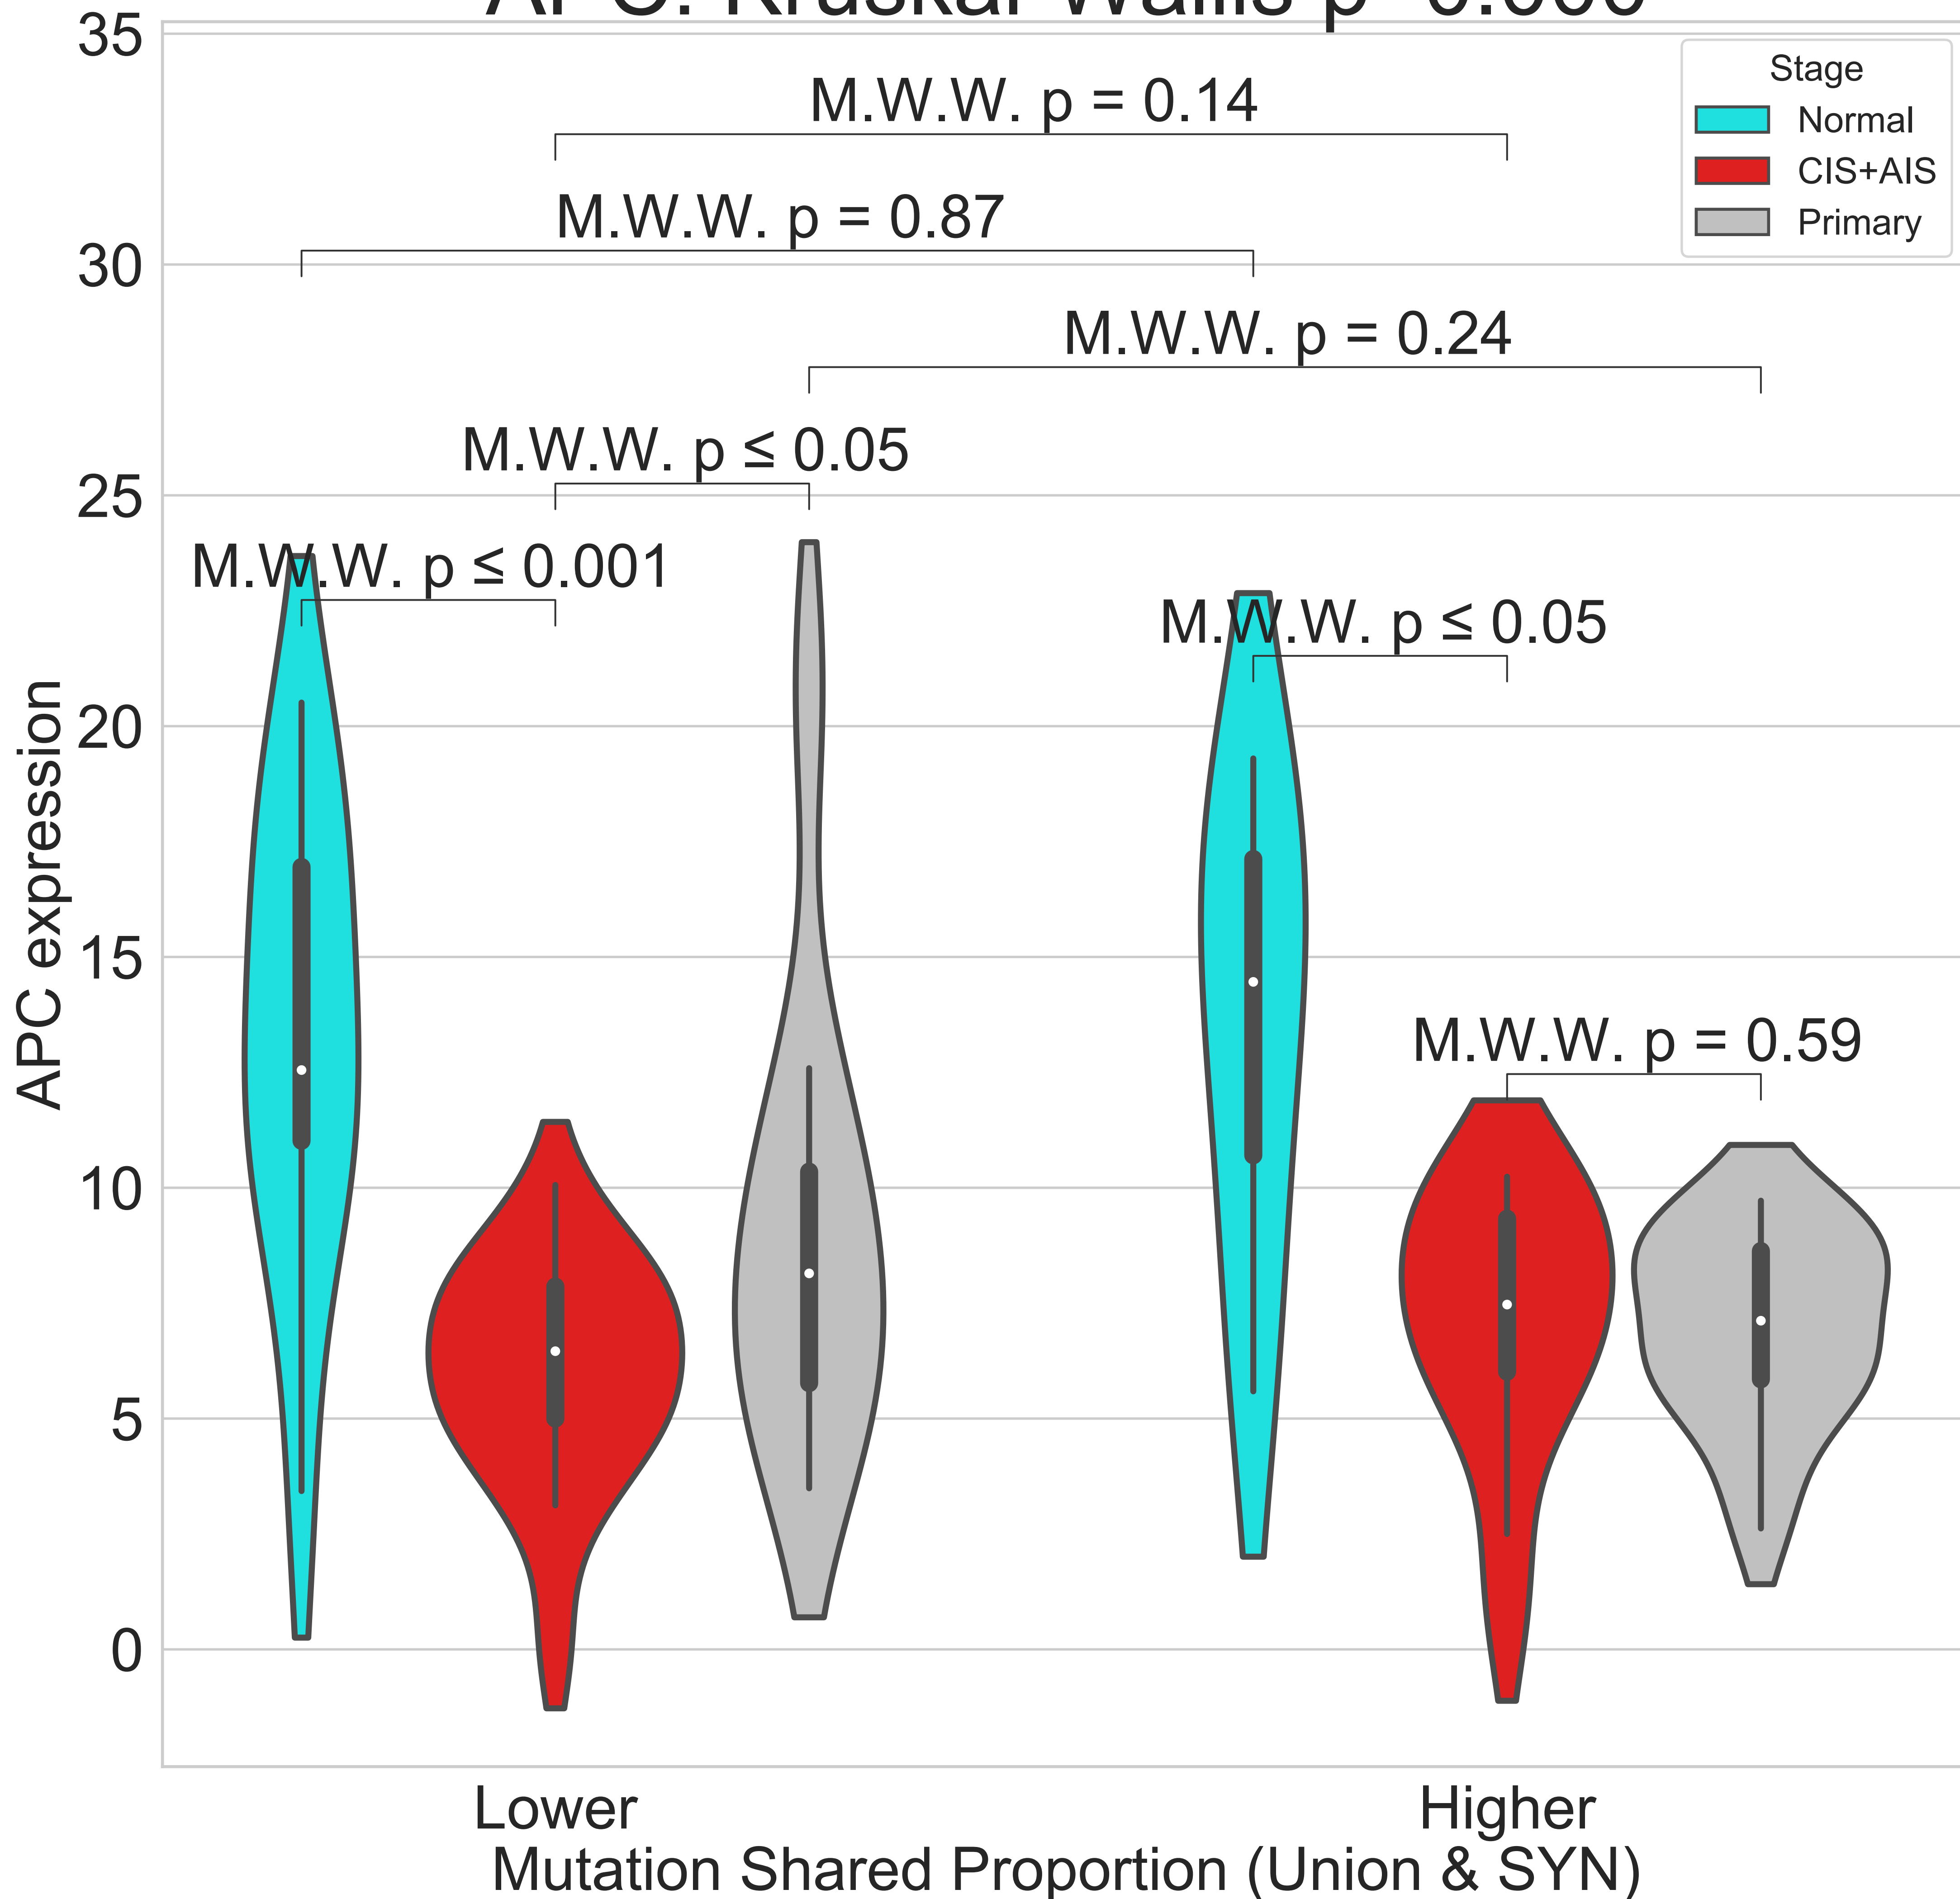 35
Stage
Normal
CIS+AIS
Primary
M.W.W. p = 0.14
M.W.W. p = 0.87
30
M.W.W. p = 0.24
M.W.W. p ≤ 0.05
25
M.W.W. p ≤ 0.001
M.W.W. p ≤ 0.05
20
APC expression
15
M.W.W. p = 0.59
10
5
0
Lower
Higher
Mutation Shared Proportion (Union & SYN)